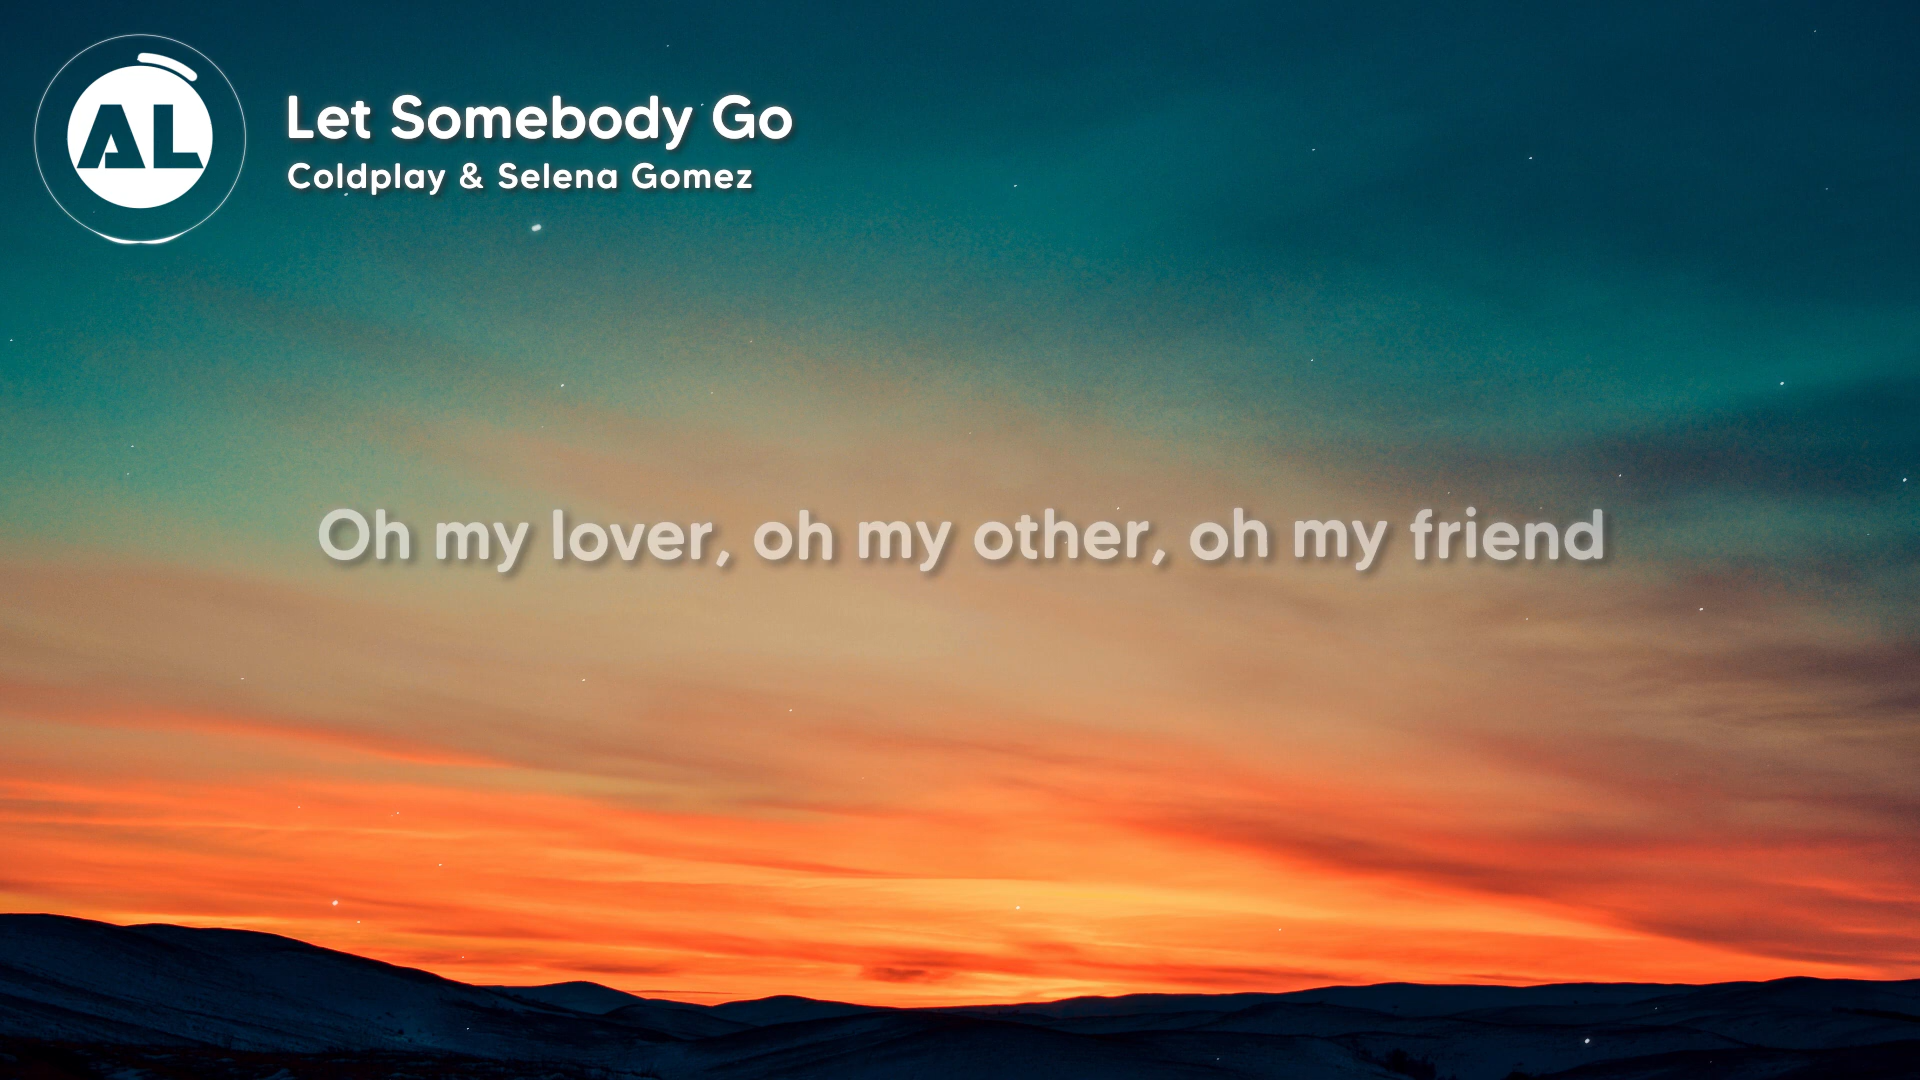 AL
Let Somebody Go
Coldplay & Selena Gomez
Oh my lover, oh my other, oh my friend